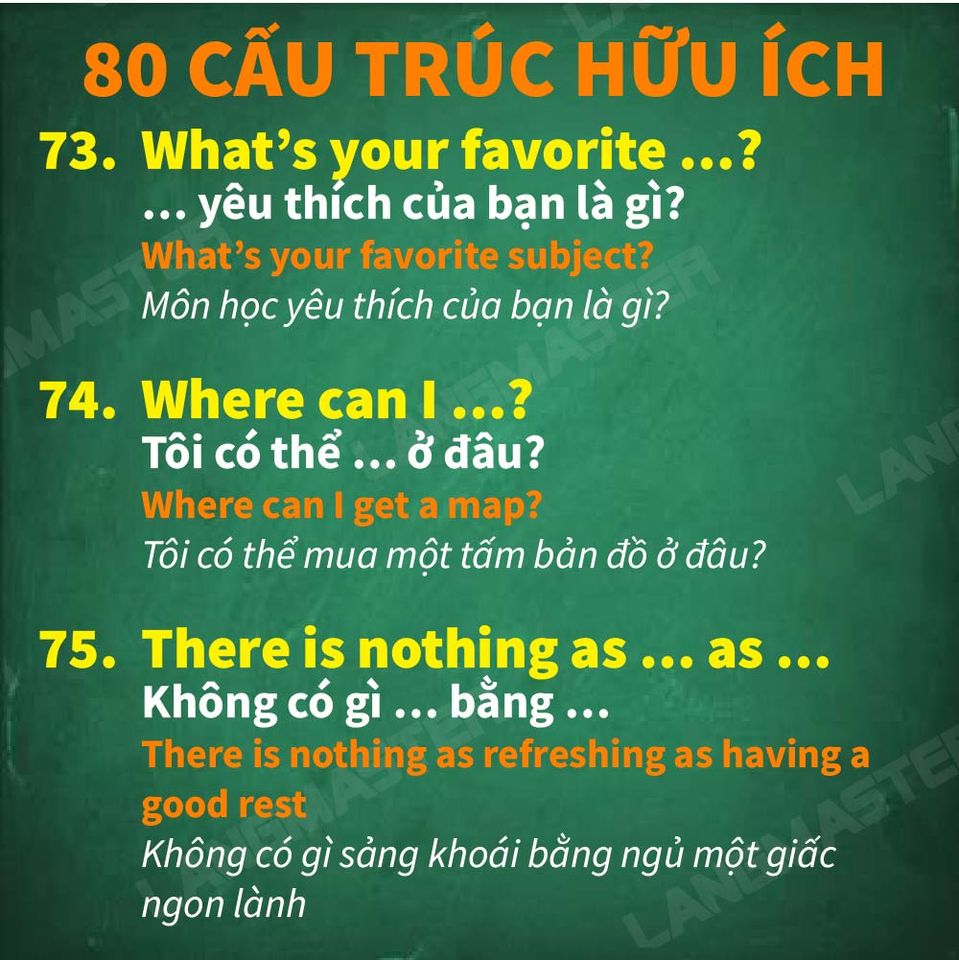 80 CẤU TRÚC HỮU ÍCH
73. What’s your favorite ...?
... yêu thích của bạn là gì?
What’s your favorite subject?
Môn học yêu thích của bạn là gì?
74. Where can I ...?
Tôi có thể ... ở đâu?
Where can I get a map?
Tôi có thể mua một tấm bản đồ ở đâu?
75. There is nothing as ... as ...
Không có gì ... bằng ...
There is nothing as refreshing as having a
good rest
Không có gì sảng khoái bằng ngủ một giấc
ngon lành
LANGMASTER
LANGMASTER
LANGMASTER
LANGMASTER
LANGMASTER